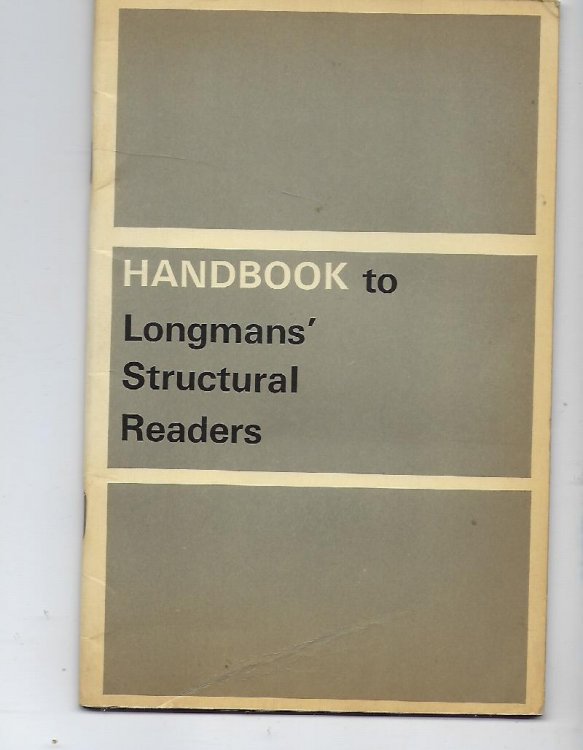 HANDBOOK to
Longmans'
Structural
Readers